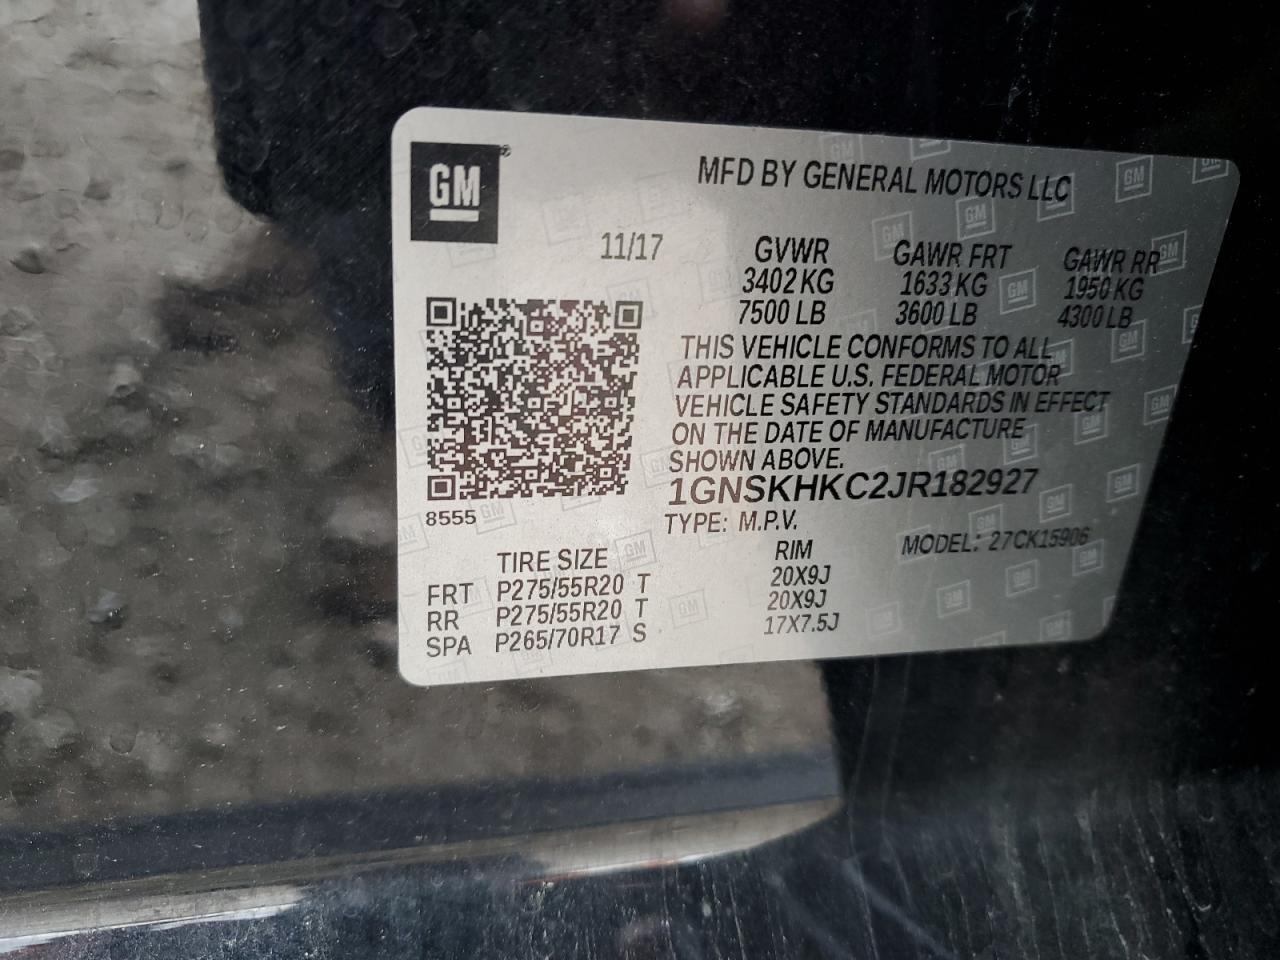 GM®
MFD BY GENERAL MOTORS LLC
11/17
GVWR GAWR FRT GAWR RR
3402 KG 1633 KG 1950 KG
7500 LB 3600 LB 4300 LB
THIS VEHICLE CONFORMS TO ALL
APPLICABLE U.S. FEDERAL MOTOR
VEHICLE SAFETY STANDARDS IN EFFECT
ON THE DATE OF MANUFACTURE
SHOWN ABOVE.
1GNSKHKC2JR182927
8555
TYPE: M.P.V.
MODEL: 27CK15906
TIRE SIZE RIM
FRT P275/55R20 T 20X9J
RR P275/55R20 T 20X9J
SPA P265/70R17 S 17X7.5J